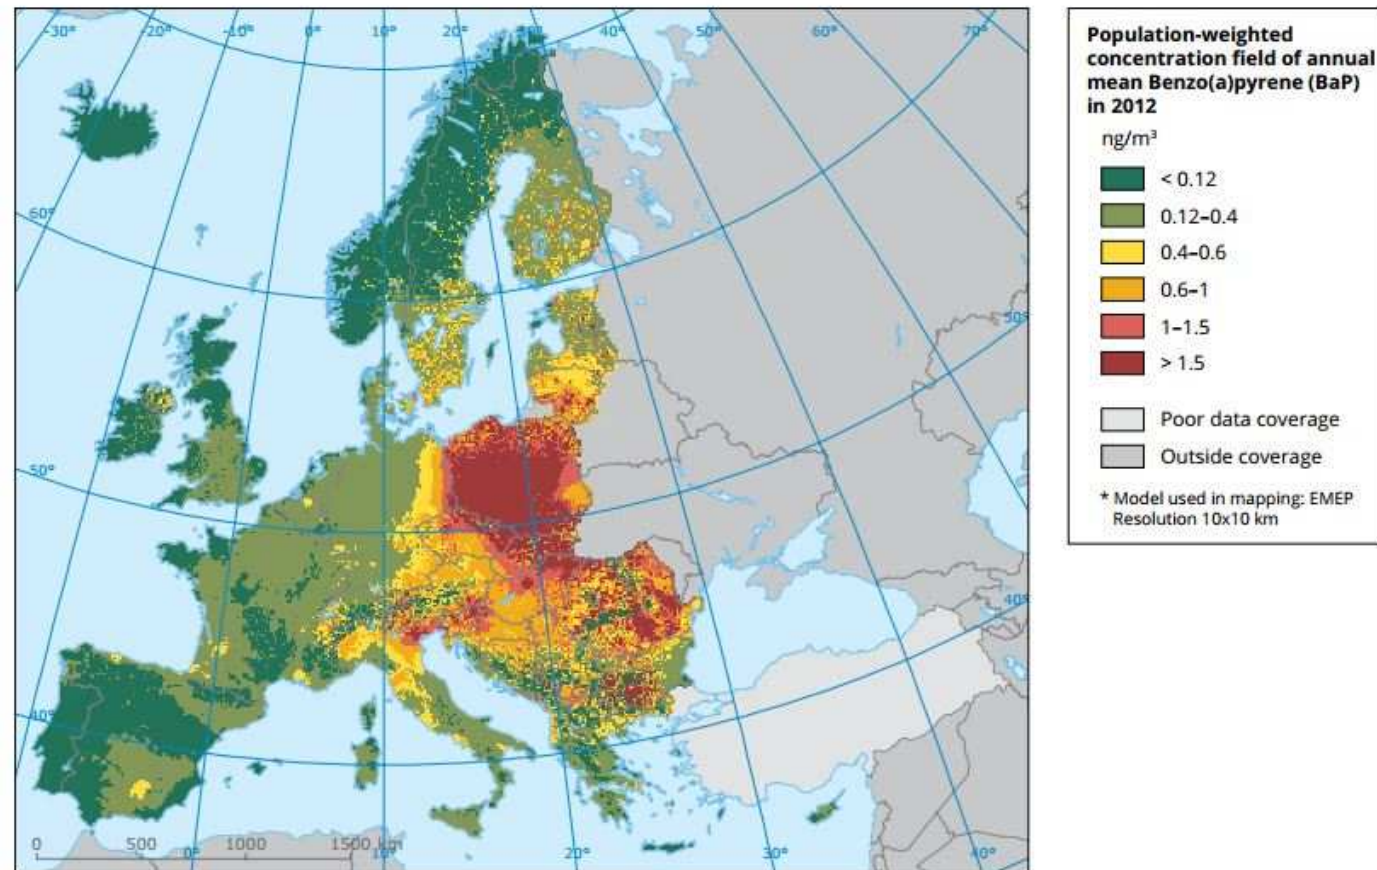 -30° -20° -10° 0° 10° 20° 30° 40° 50° 60° 70°
60°
50°
50°
40°
40°
0 500 1000 1500 km
0° 10° 20° 30° 40°
Population-weighted
concentration field of annual
mean Benzo(a)pyrene (BaP)
in 2012
ng/m³
< 0.12
0.12–0.4
0.4–0.6
0.6–1
1–1.5
> 1.5
Poor data coverage
Outside coverage
* Model used in mapping: EMEP
Resolution 10x10 km